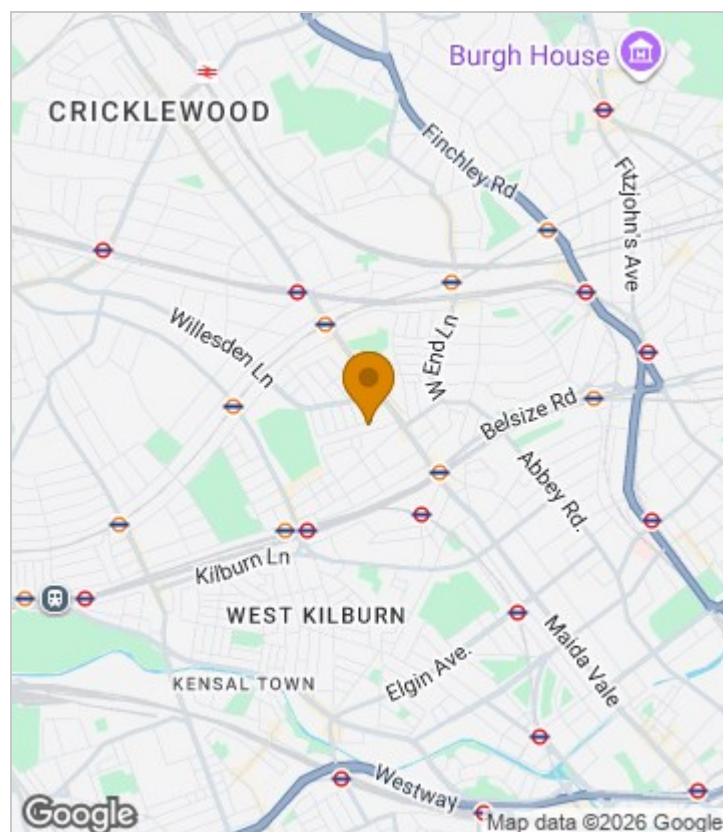 Burgh House
CRICKLEWOOD
Finchley Rd
Fitzjohn's Ave
Willesden Ln
W End Ln
Belsize Rd
Abbey Rd.
Kilburn Ln
WEST KILBURN
Maida Vale
KENSAL TOWN
Elgin Ave.
Westway
Google
Map data ©2026 Google